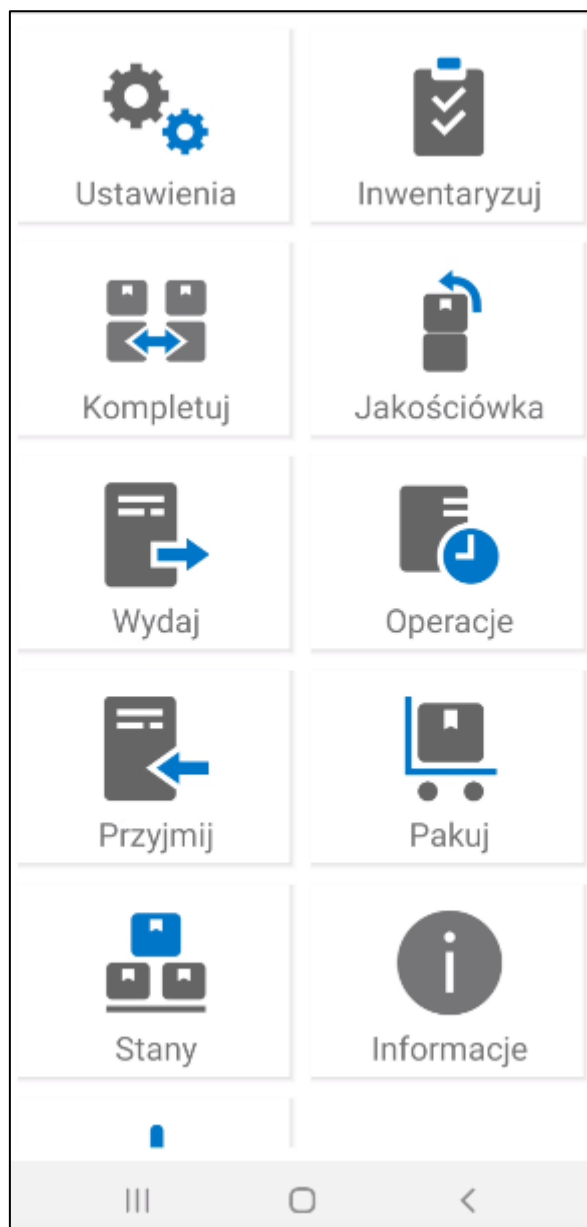 Ustawienia
Inwentaryzuj
Kompletuj
Jakościówka
Wydaj
Operacje
Przyjmij
Pakuj
Stany
Informacje